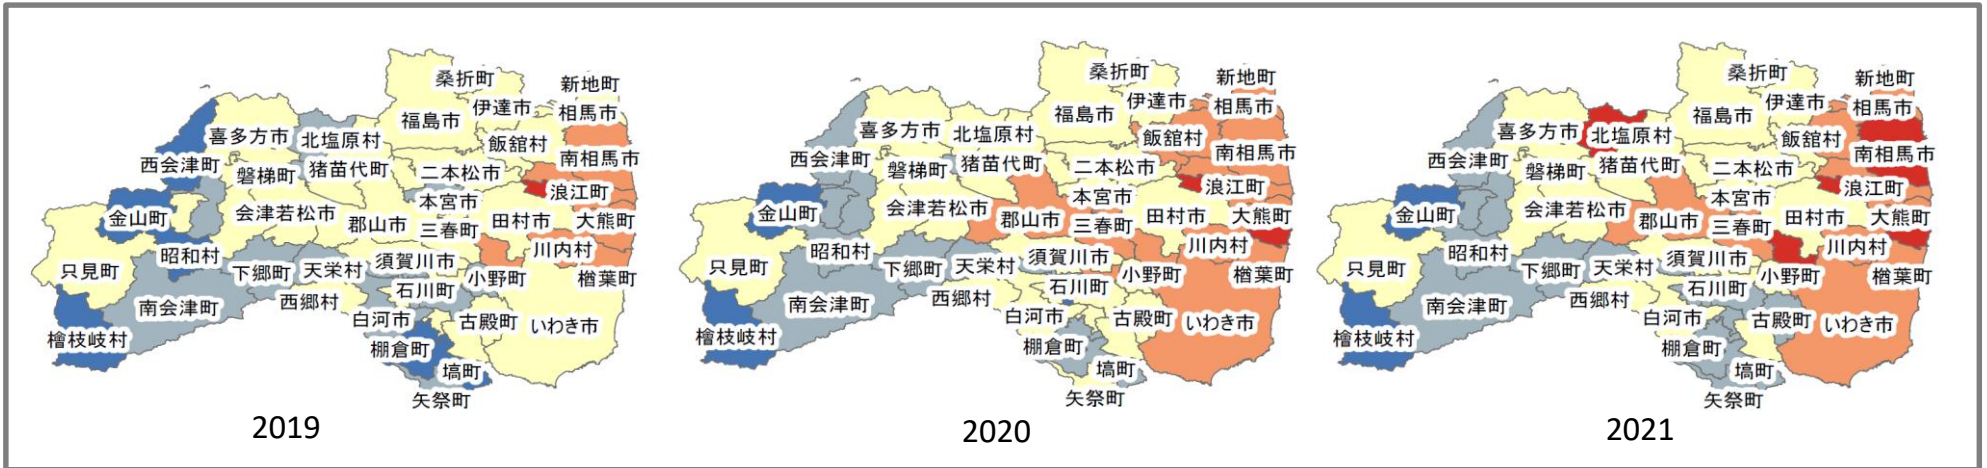 桑折町
新地町
伊達市
相馬市
福島市
喜多方市
北塩原村
飯舘村
西会津町
磐梯町
猪苗代町
二本松市
南相馬市
本宮市
浪江町
金山町
会津若松市
郡山市
三春町
田村市
大熊町
昭和村
川内村
只見町
下郷町
天栄村
須賀川市
小野町
楢葉町
南会津町
西郷村
石川町
白河市
古殿町
いわき市
檜枝岐村
棚倉町
塙町
矢祭町
2019
桑折町
新地町
伊達市
相馬市
福島市
喜多方市
北塩原村
飯舘村
西会津町
磐梯町
猪苗代町
二本松市
南相馬市
本宮市
浪江町
金山町
会津若松市
郡山市
三春町
田村市
大熊町
昭和村
川内村
只見町
下郷町
天栄村
須賀川市
小野町
楢葉町
南会津町
西郷村
石川町
白河市
古殿町
いわき市
檜枝岐村
棚倉町
塙町
矢祭町
2020
桑折町
新地町
伊達市
相馬市
福島市
喜多方市
北塩原村
飯舘村
西会津町
磐梯町
猪苗代町
二本松市
南相馬市
本宮市
浪江町
金山町
会津若松市
郡山市
三春町
田村市
大熊町
昭和村
川内村
只見町
下郷町
天栄村
須賀川市
小野町
楢葉町
南会津町
西郷村
石川町
白河市
古殿町
いわき市
檜枝岐村
棚倉町
塙町
矢祭町
2021